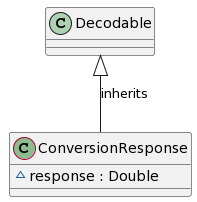 C Decodable
inherits
C ConversionResponse
~ response : Double